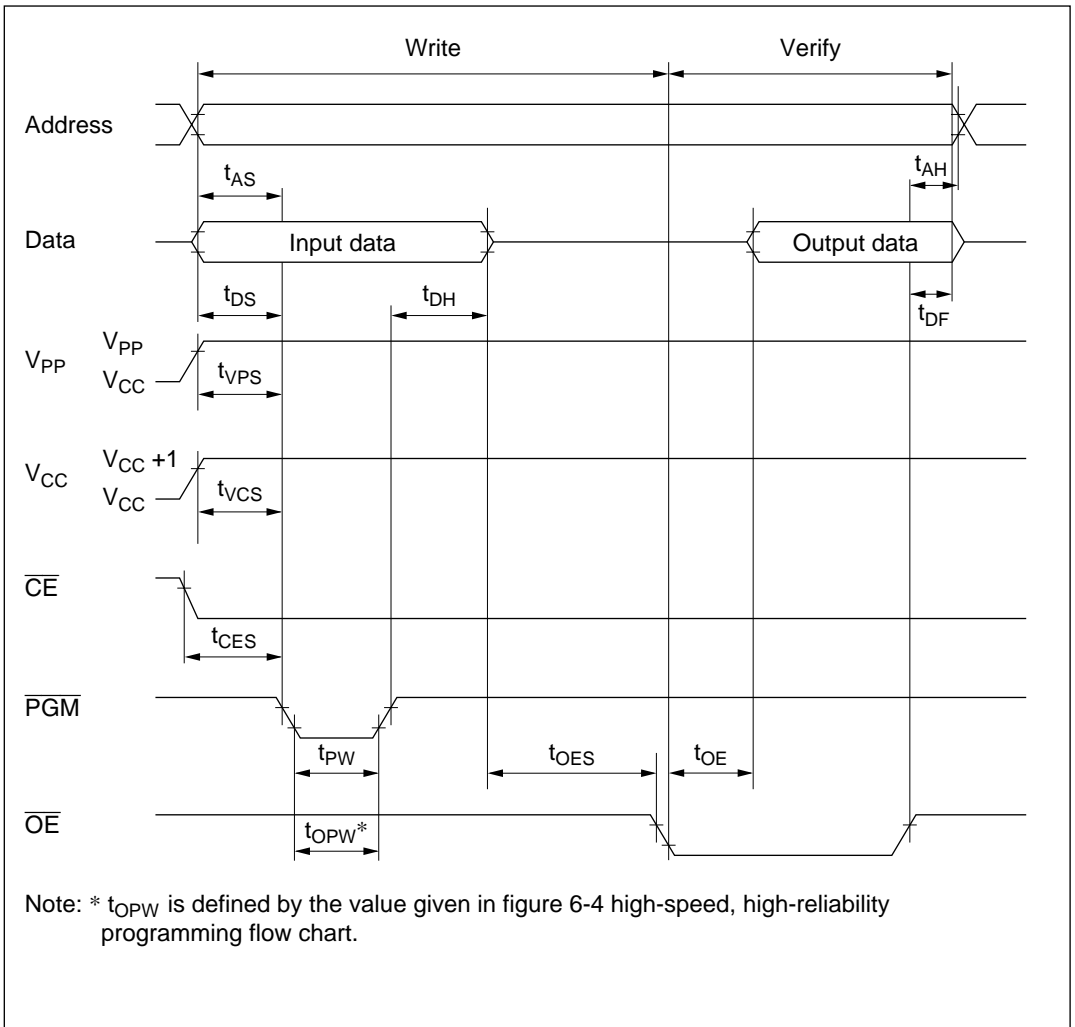 Write Verify
Address
tAS tAH
Data Input data Output data
tDS tDH tDF
VPP VPP
VCC tVPS
VCC VCC +1
VCC tVCS
CE
tCES
PGM
tPW tOES tOE
OE
tOPW*
Note: * tOPW is defined by the value given in figure 6-4 high-speed, high-reliability
programming flow chart.